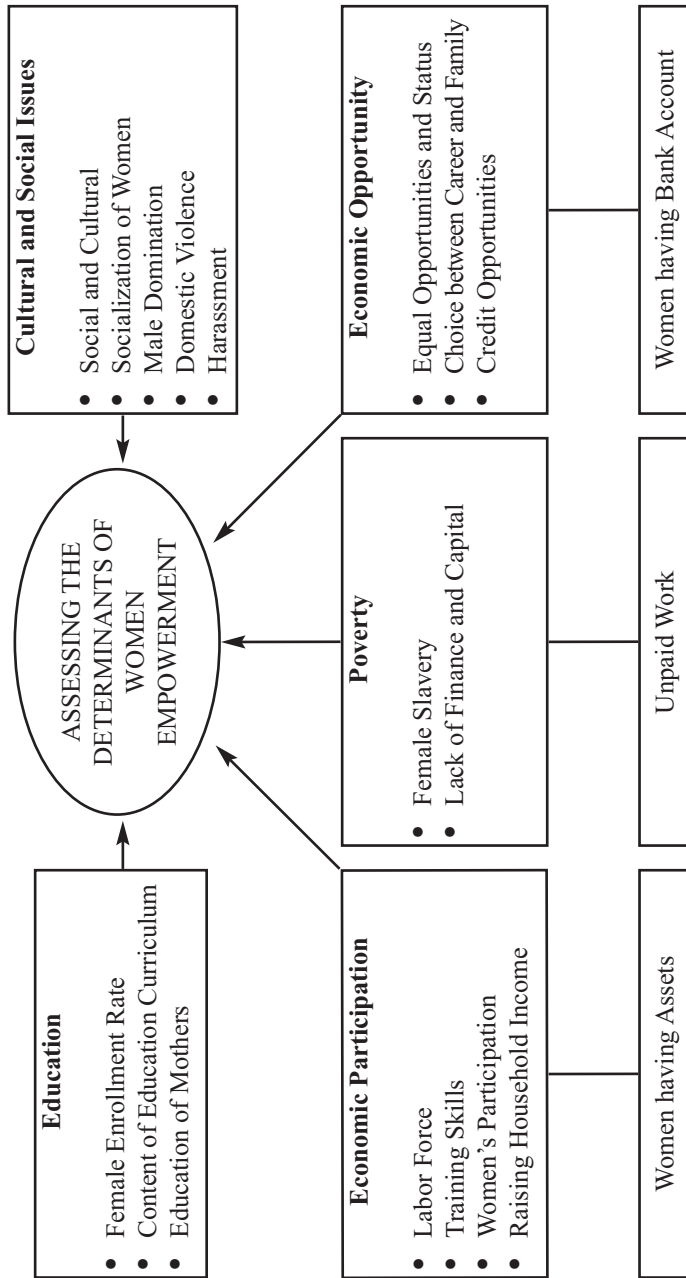 Education
• Female Enrollment Rate
• Content of Education Curriculum
• Education of Mothers
ASSESSING THE
DETERMINANTS OF
WOMEN
EMPOWERMENT
Cultural and Social Issues
• Social and Cultural
• Socialization of Women
• Male Domination
• Domestic Violence
• Harassment
Economic Participation
• Labor Force
• Training Skills
• Women’s Participation
• Raising Household Income
Poverty
• Female Slavery
• Lack of Finance and Capital
Economic Opportunity
• Equal Opportunities and Status
• Choice between Career and Family
• Credit Opportunities
Women having Assets
Unpaid Work
Women having Bank Account